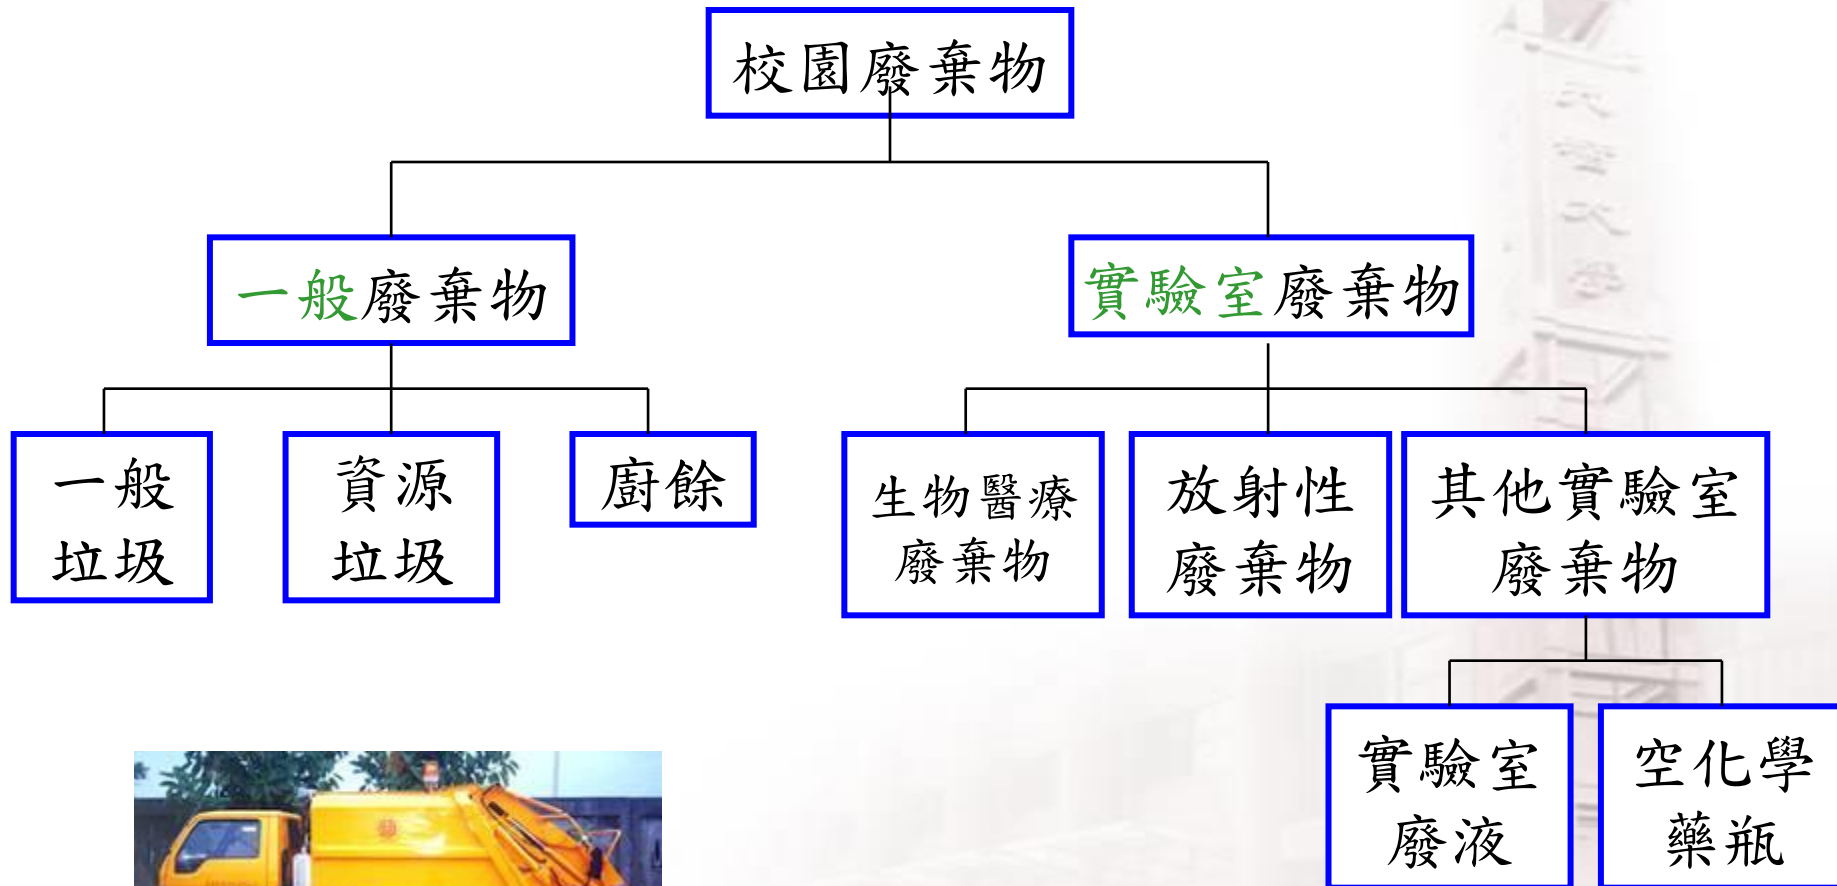 校園廢棄物
一般廢棄物
實驗室廢棄物
一般
垃圾
資源
垃圾
廚餘
生物醫療
廢棄物
放射性
廢棄物
其他實驗室
廢棄物
實驗室
廢液
空化學
藥瓶